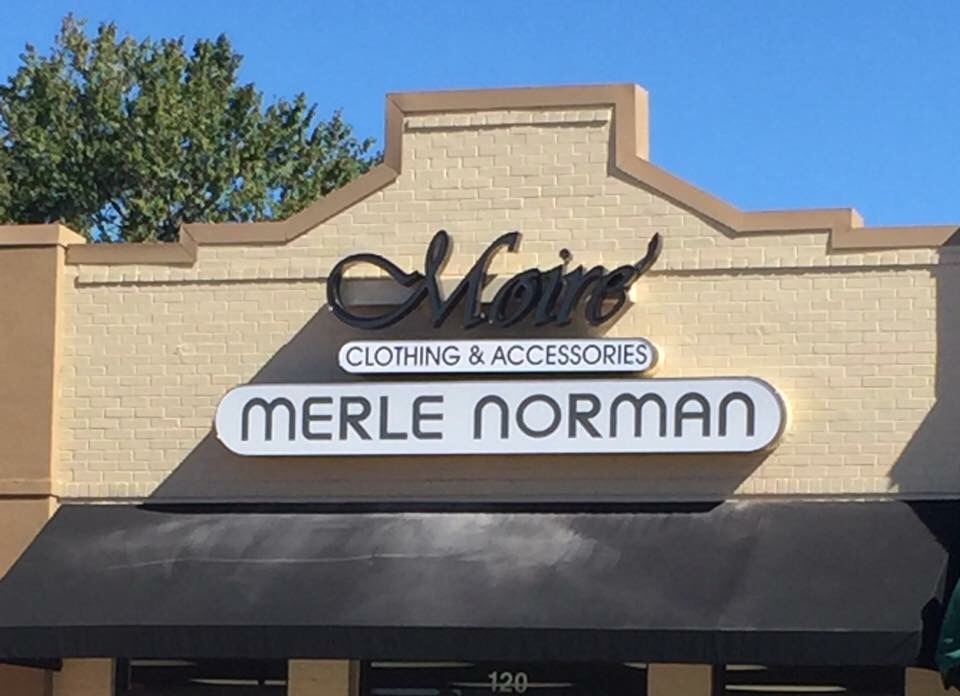 Moiré
CLOTHING & ACCESSORIES
MERLE NORMAN
120